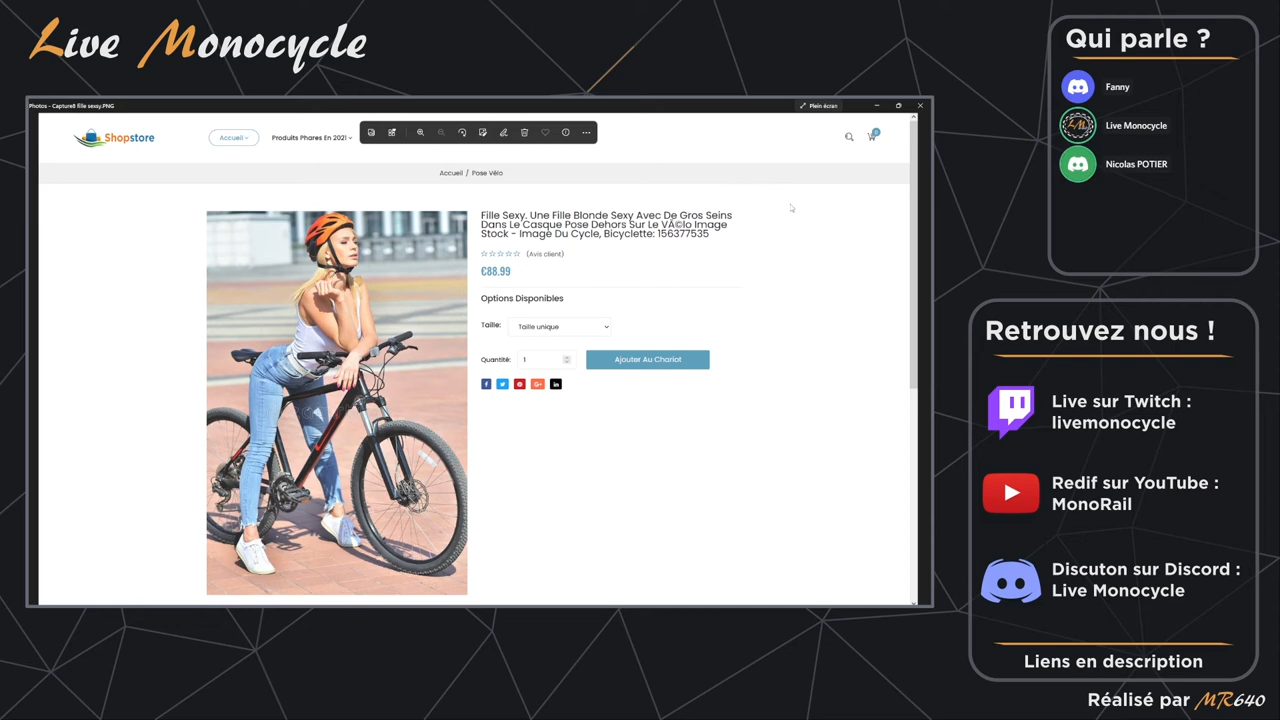 Live Monocycle
Photos - Capture8 fille sexsy.PNG
Plein écran
Shopstore
Accueil
Produits Phares En 2021
0
Accueil / Pose Vélo
Fille Sexy. Une Fille Blonde Sexy Avec De Gros Seins
Dans Le Casque Pose Dehors Sur Le VÃ©lo Image
Stock - Image Du Cycle, Bicyclette: 156377535
(Avis client)
€88.99
Options Disponibles
Taille:
Taille unique
Quantité:
1
Ajouter Au Chariot
Qui parle ?
Fanny
Live Monocycle
Nicolas POTIER
Retrouvez nous !
Live sur Twitch :
livemonocycle
Redif sur YouTube :
MonoRail
Discuton sur Discord :
Live Monocycle
Liens en description
Réalisé par MR640